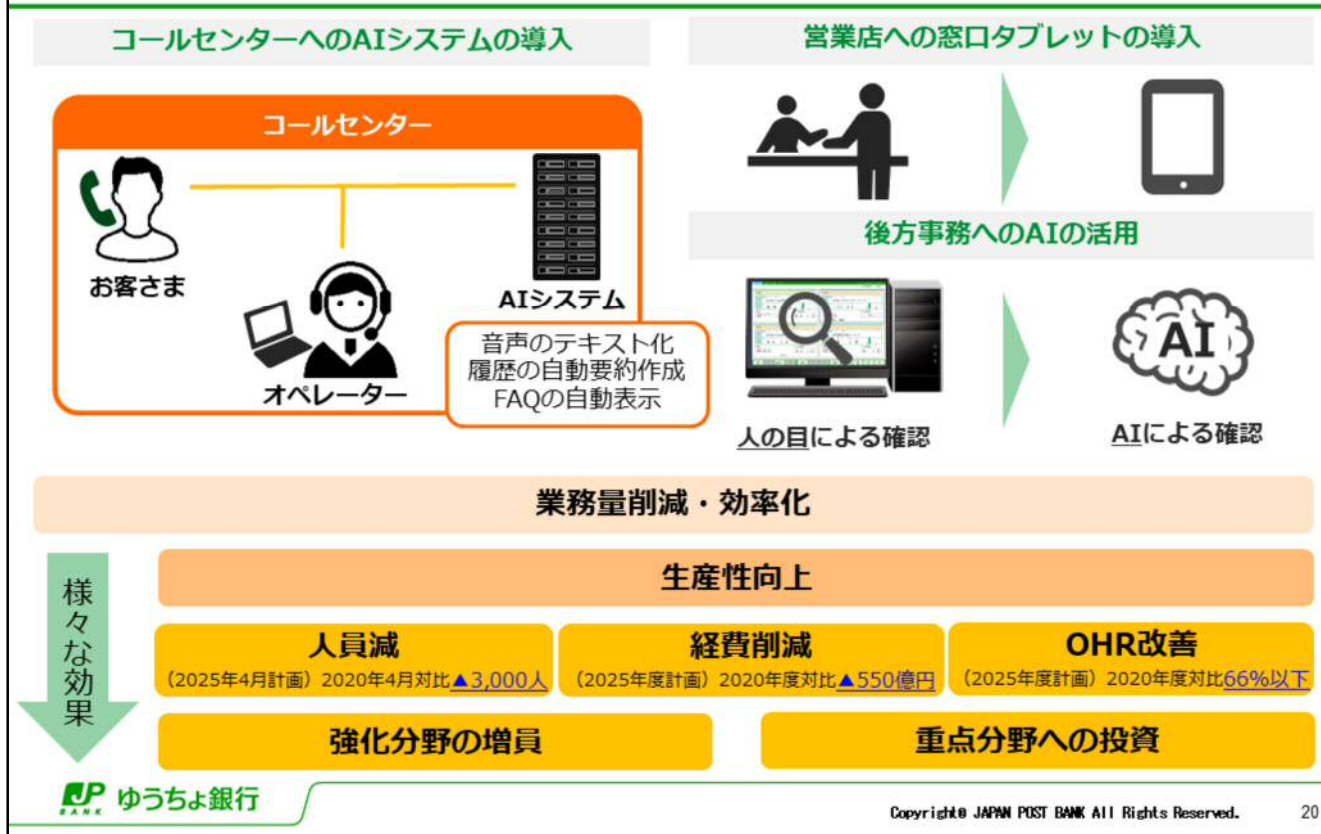 コールセンターへのAIシステムの導入
コールセンター
お客さま
オペレーター
AIシステム
音声のテキスト化
履歴の自動要約作成
FAQの自動表示
営業店への窓口タブレットの導入
後方事務へのAIの活用
人の目による確認
AI
AIによる確認
業務量削減・効率化
様々な効果
生産性向上
人員減
（2025年4月計画）2020年4月対比▲3,000人
経費削減
（2025年度計画）2020年度対比▲550億円
OHR改善
（2025年度計画）2020年度対比66%以下
強化分野の増員
重点分野への投資
JP
BANK
ゆうちょ銀行
Copyright© JAPAN POST BANK All Rights Reserved.
20